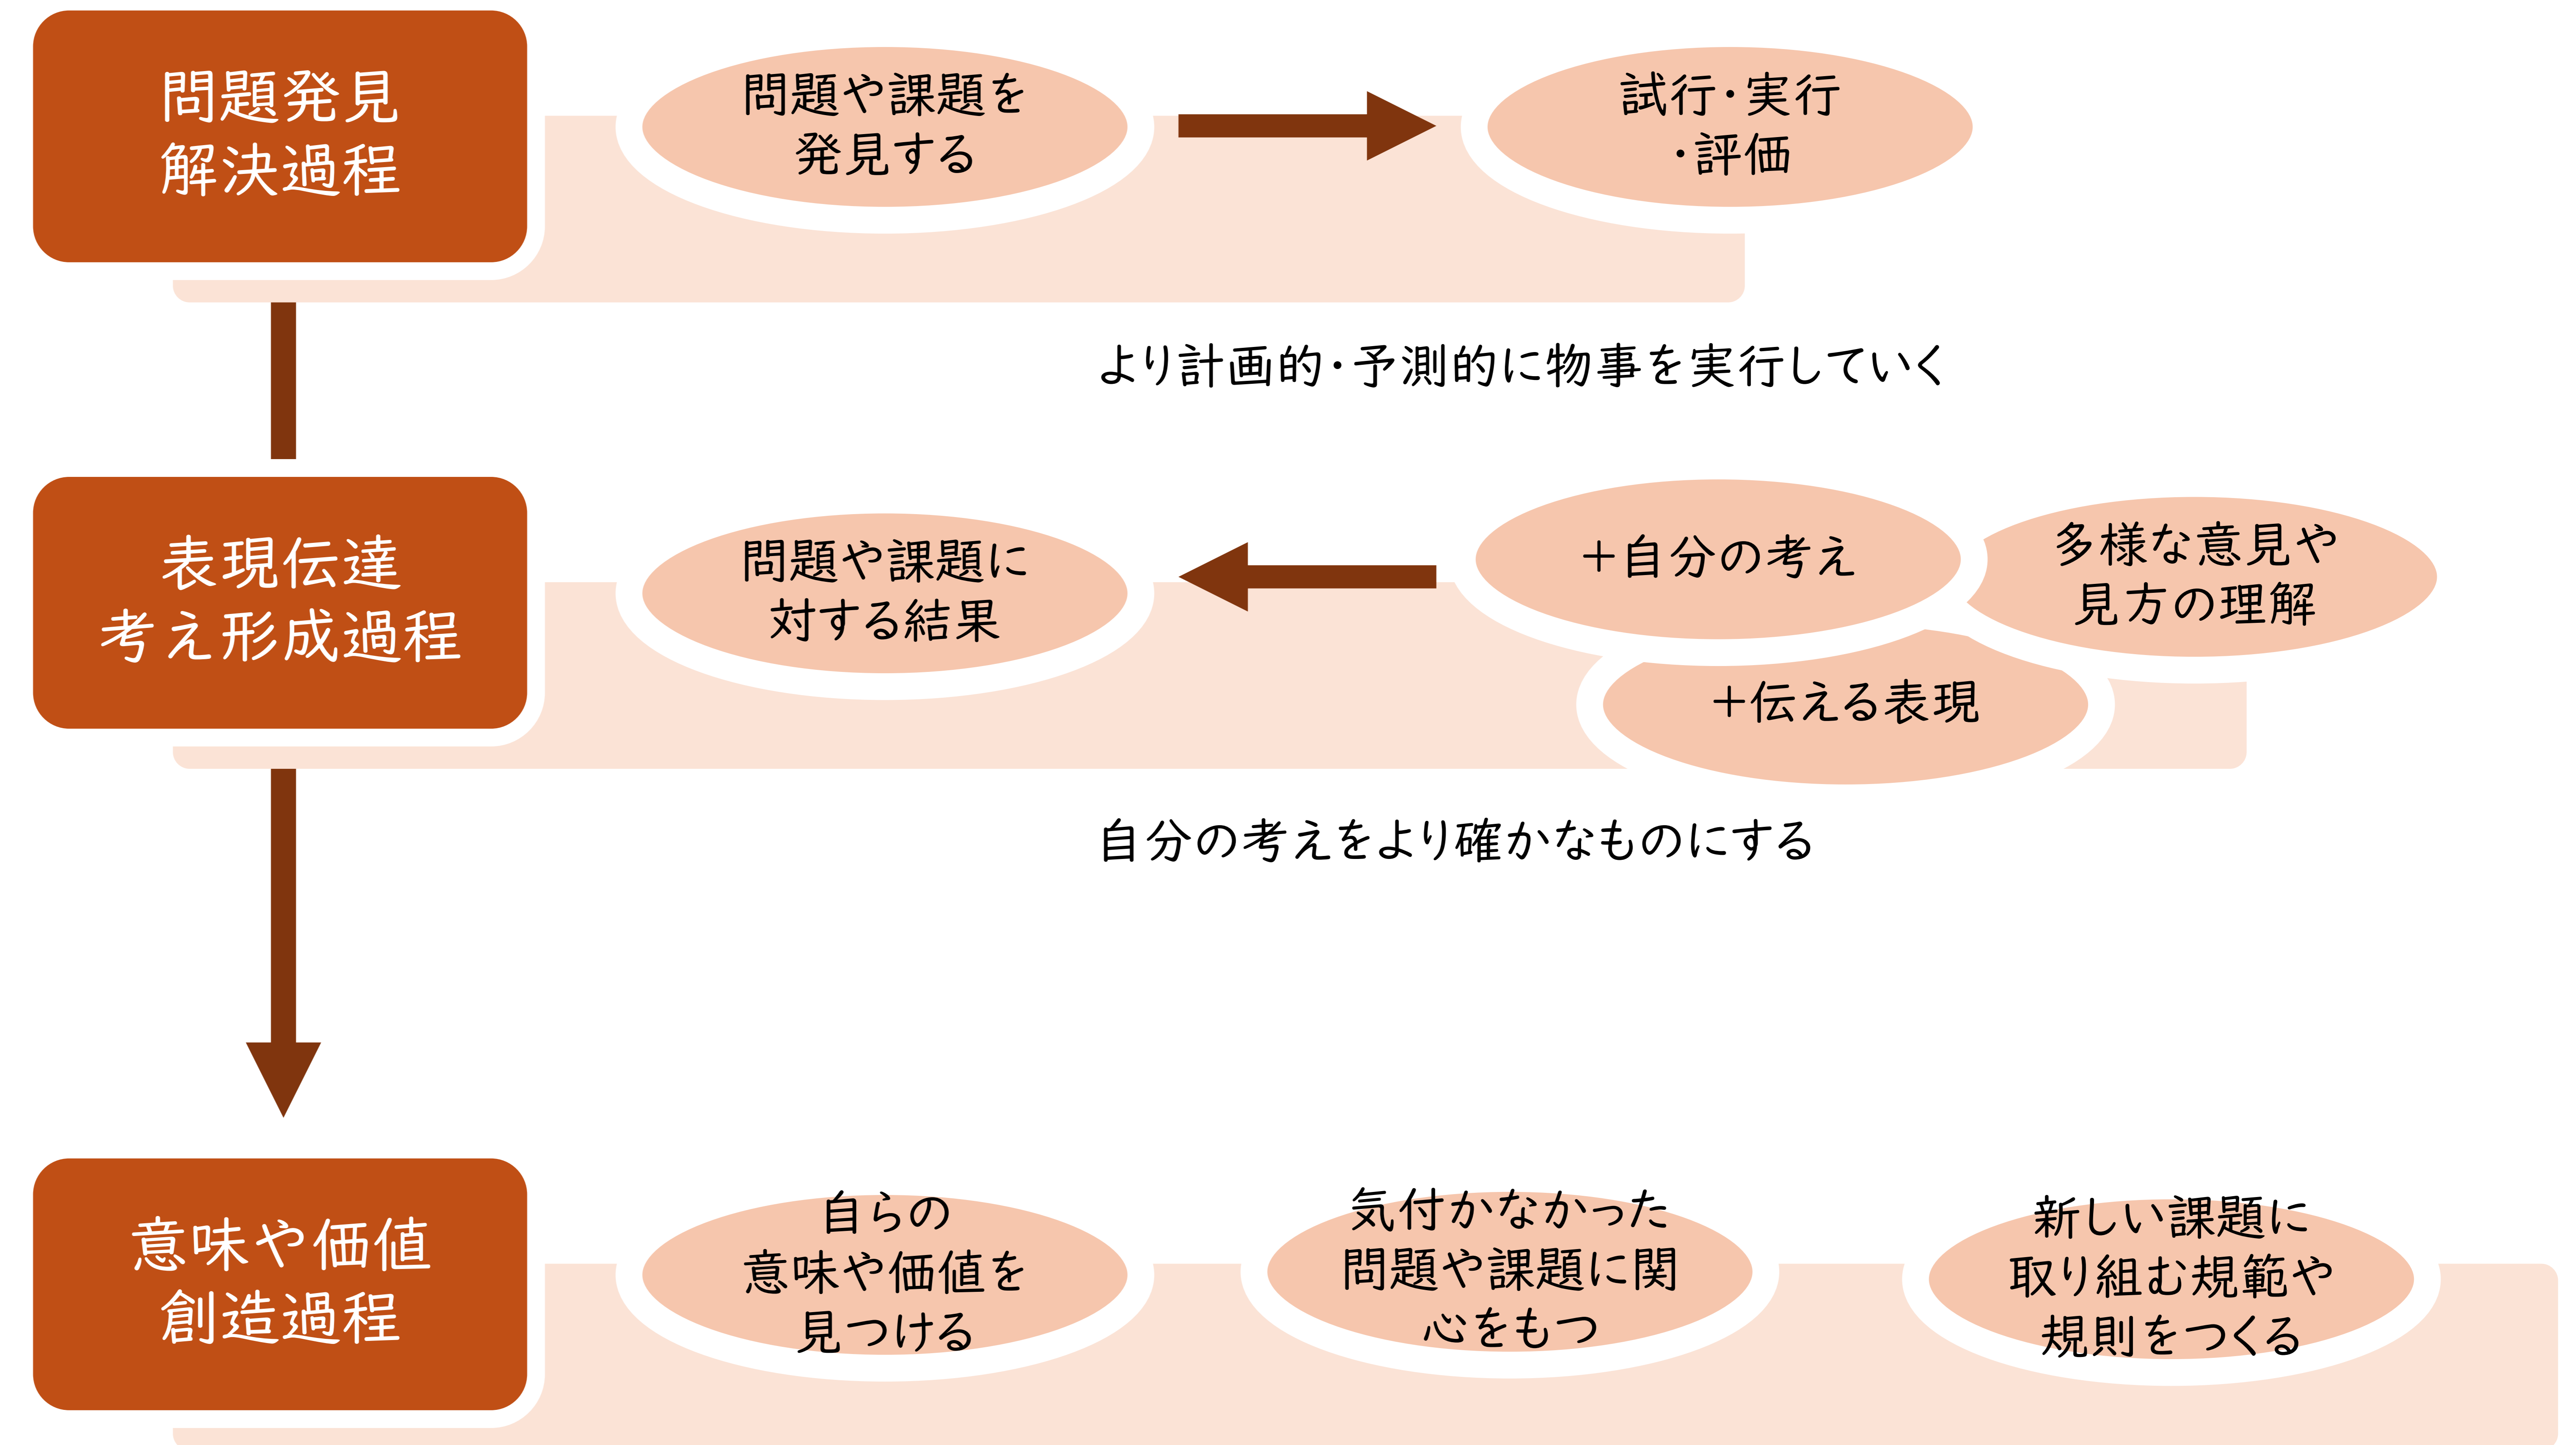 問題発見
解決過程
問題や課題を
発見する
試行・実行
・評価
より計画的・予測的に物事を実行していく
表現伝達
考え形成過程
問題や課題に
対する結果
＋自分の考え
多様な意見や
見方の理解
＋伝える表現
自分の考えをより確かなものにする
意味や価値
創造過程
自らの
意味や価値を
見つける
気付かなかった
問題や課題に関
心をもつ
新しい課題に
取り組む規範や
規則をつくる